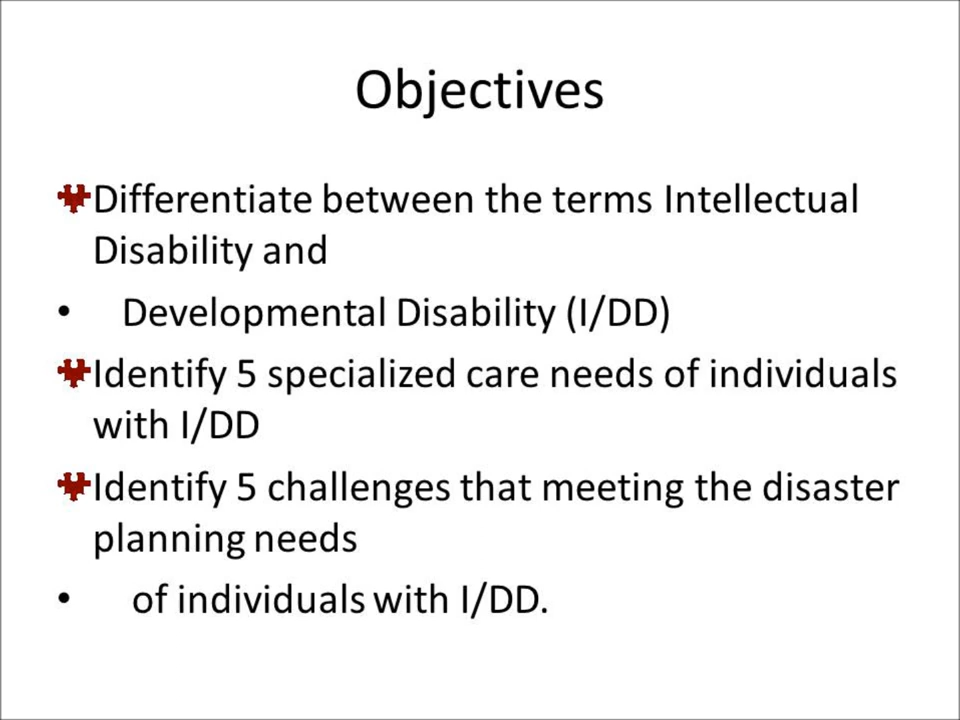 Objectives
Differentiate between the terms Intellectual
Disability and
• Developmental Disability (I/DD)
Identify 5 specialized care needs of individuals
with I/DD
Identify 5 challenges that meeting the disaster
planning needs
• of individuals with I/DD.